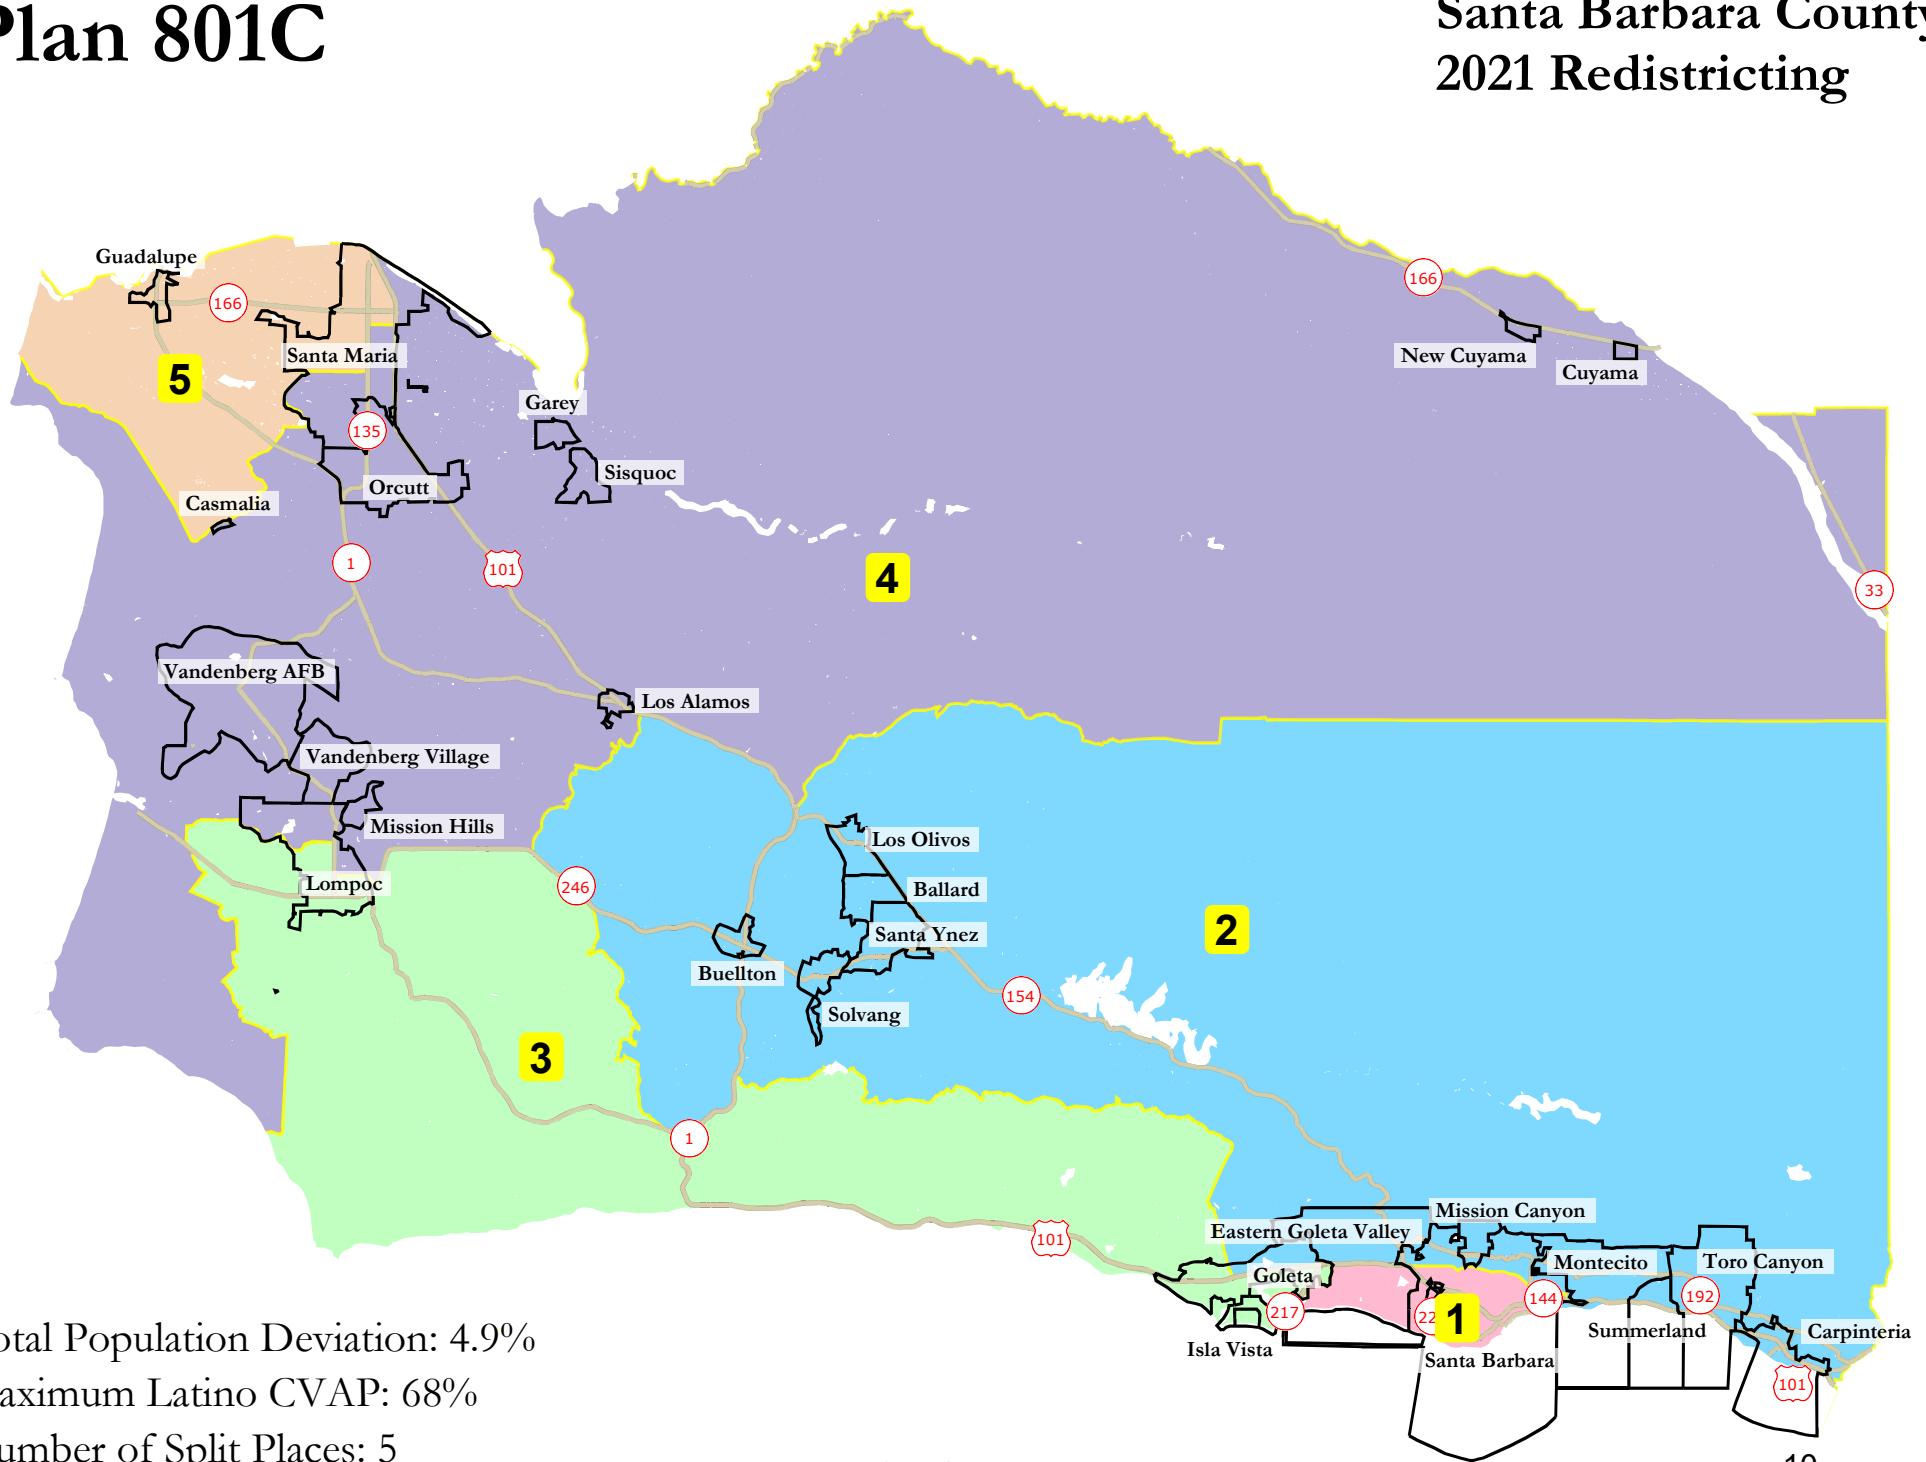 Plan 801C
Santa Barbara County
2021 Redistricting
Guadalupe
166
166
Santa Maria
New Cuyama
Cuyama
5
Garey
135
Sisquoc
Orcutt
Casmalia
1
101
4
33
Vandenberg AFB
Los Alamos
Vandenberg Village
Mission Hills
Los Olivos
Lompoc
246
Ballard
2
Santa Ynez
Buellton
154
Solvang
3
1
Mission Canyon
Eastern Goleta Valley
101
Montecito
Toro Canyon
Goleta
144
192
217
22
1
Summerland
Carpinteria
Isla Vista
Santa Barbara
101
otal Population Deviation: 4.9%
aximum Latino CVAP: 68%
umber of Split Places: 5